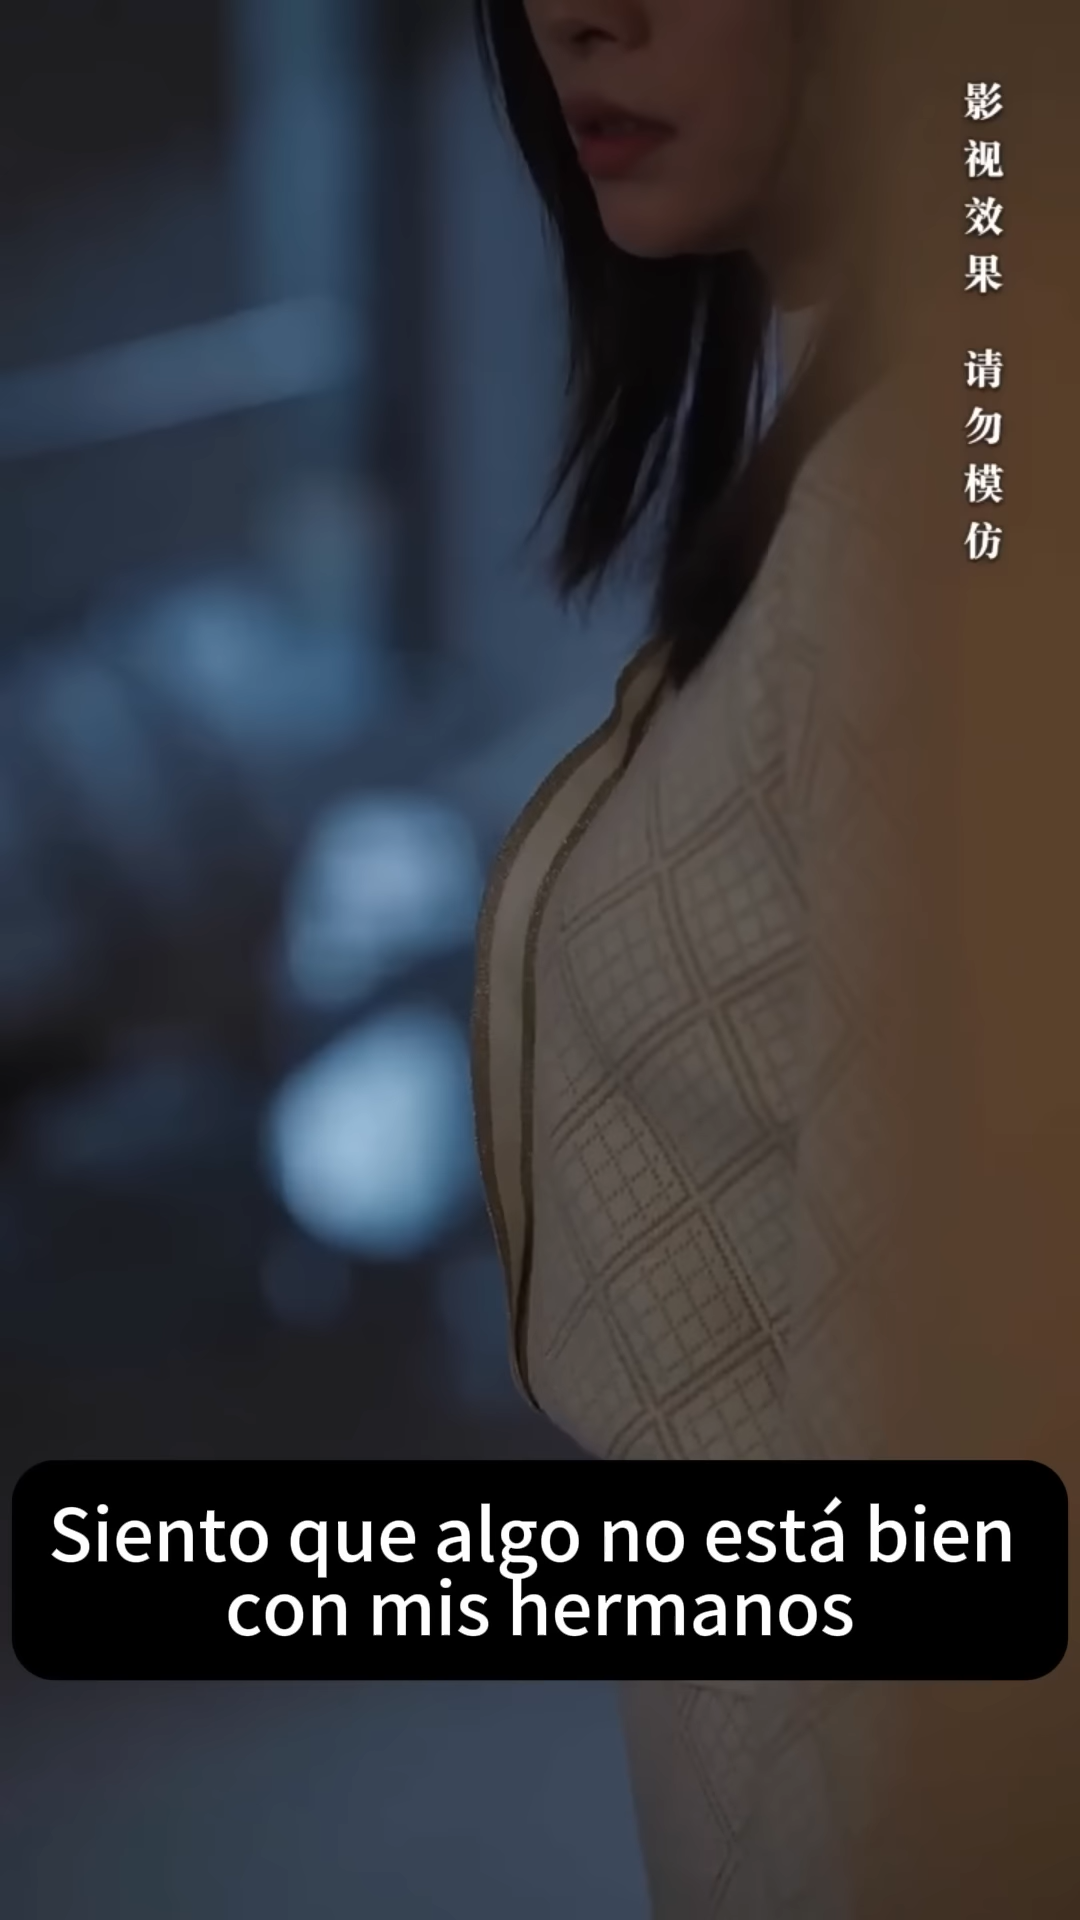 影视效果 请勿模仿
Siento que algo no está bien
con mis hermanos